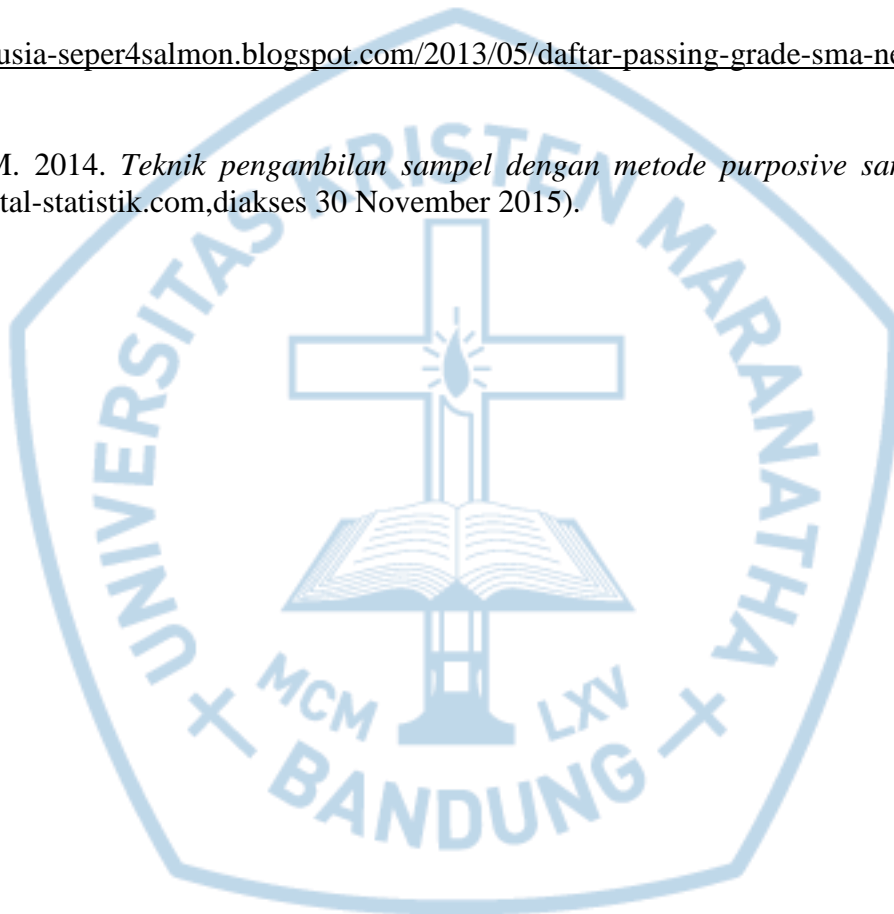 usia-seper4salmon.blogspot.com/2013/05/daftar-passing-grade-sma-ne
M. 2014. Teknik pengambilan sampel dengan metode purposive sa
tal-statistik.com,diakses 30 November 2015).
UNIVERSITAS KRISTEN MARANATHA
MCM LXV
BANDUNG